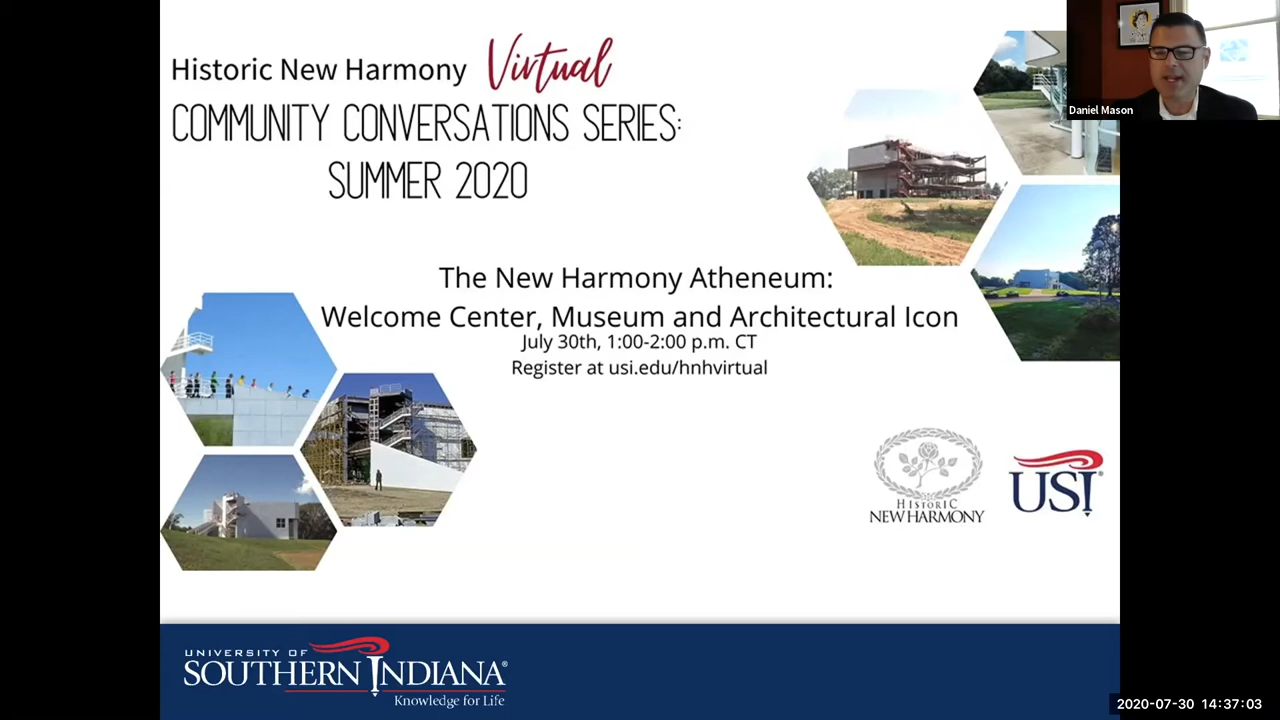 Historic New Harmony Virtual
COMMUNITY CONVERSATIONS SERIES:
SUMMER 2020
Daniel Mason
The New Harmony Atheneum:
Welcome Center, Museum and Architectural Icon
July 30th, 1:00-2:00 p.m. CT
Register at usi.edu/hnhvirtual
HISTORIC
NEW HARMONY
USI®
UNIVERSITY OF
SOUTHERN INDIANA®
Knowledge for Life
2020-07-30 14:37:03